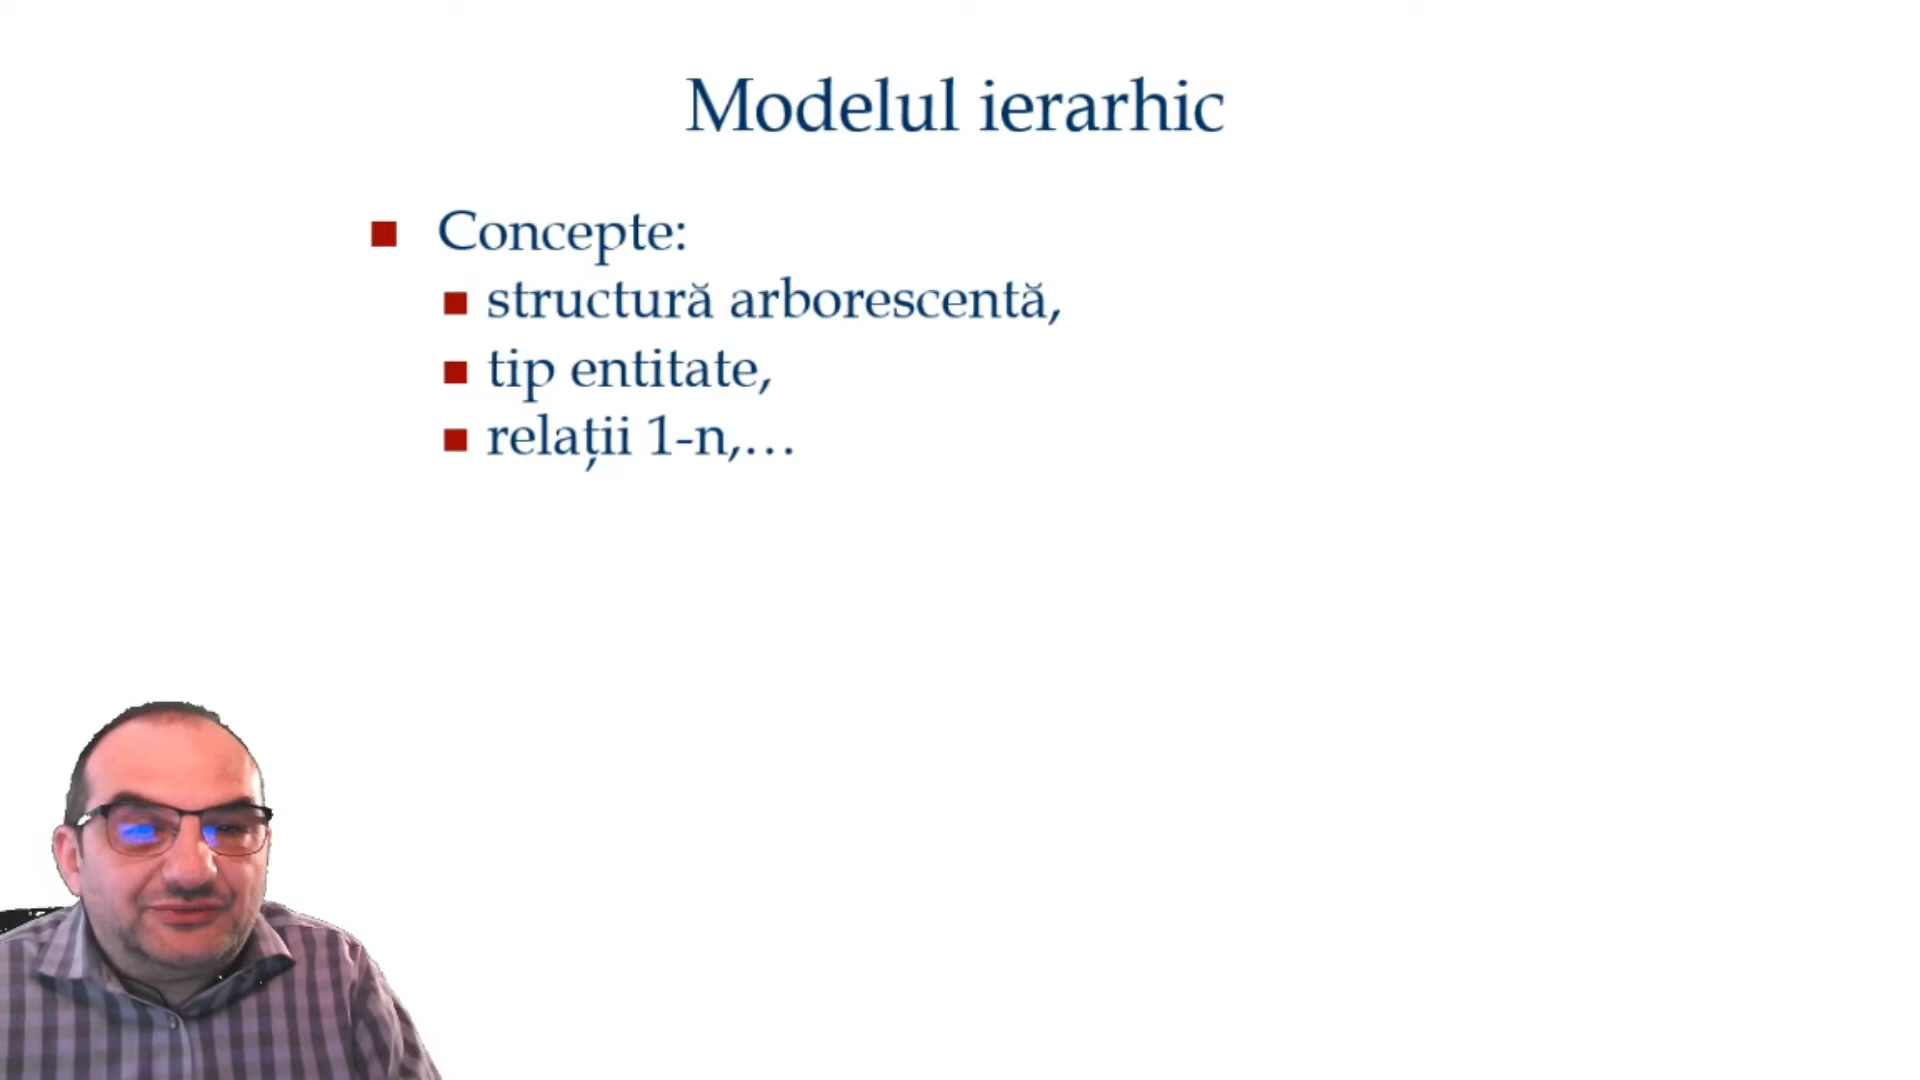 Modelul ierarhic
Concepte:
structură arborescentă,
tip entitate,
relații 1-n,…